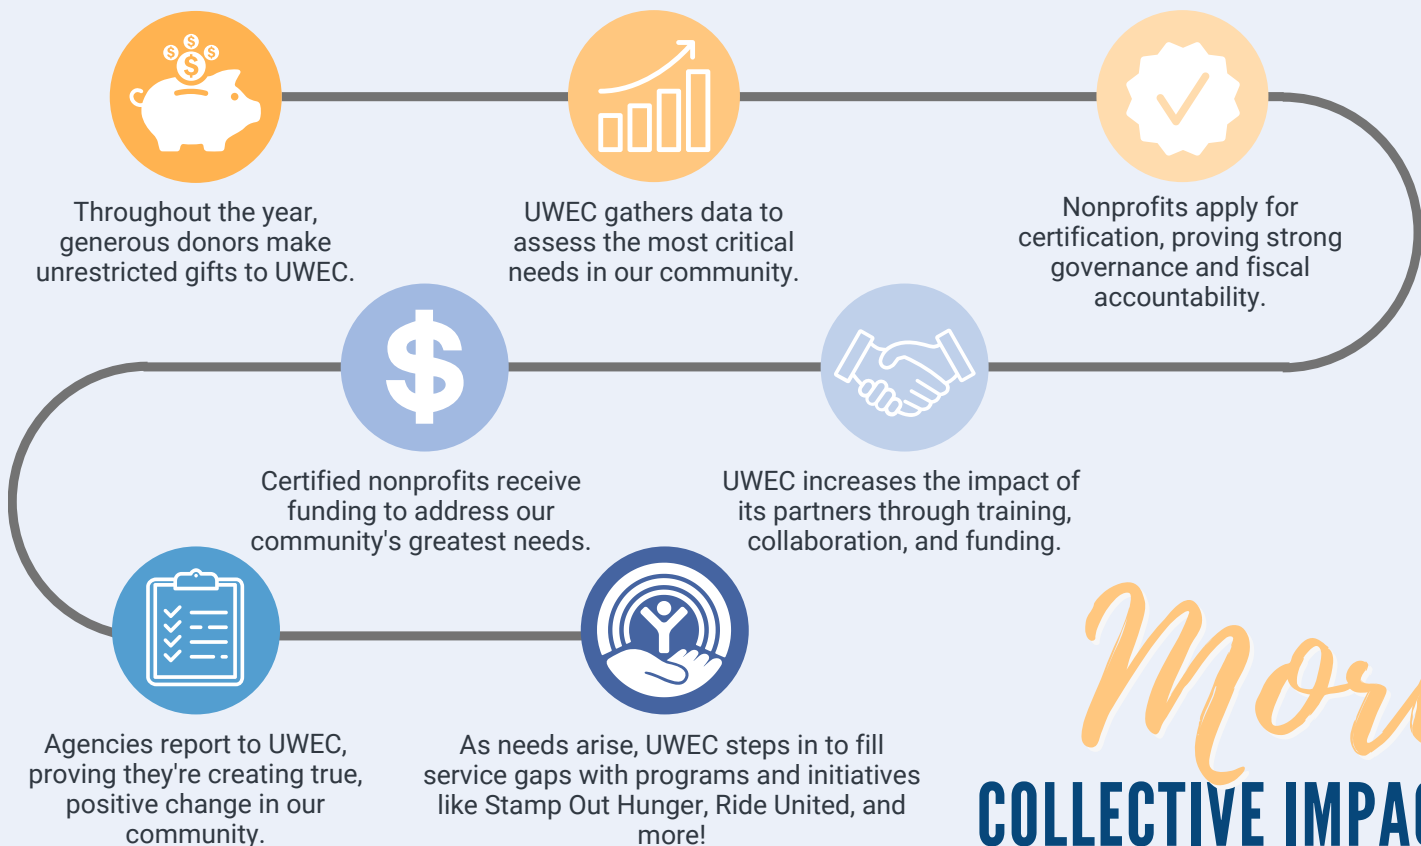 Throughout the year,
generous donors make
unrestricted gifts to UWEC.
UWEC gathers data to
assess the most critical
needs in our community.
Nonprofits apply for
certification, proving strong
governance and fiscal
accountability.
UWEC increases the impact of
its partners through training,
collaboration, and funding.
Certified nonprofits receive
funding to address our
community's greatest needs.
Agencies report to UWEC,
proving they're creating true,
positive change in our
community.
As needs arise, UWEC steps in to fill
service gaps with programs and initiatives
like Stamp Out Hunger, Ride United, and
more!
More
COLLECTIVE IMPAC